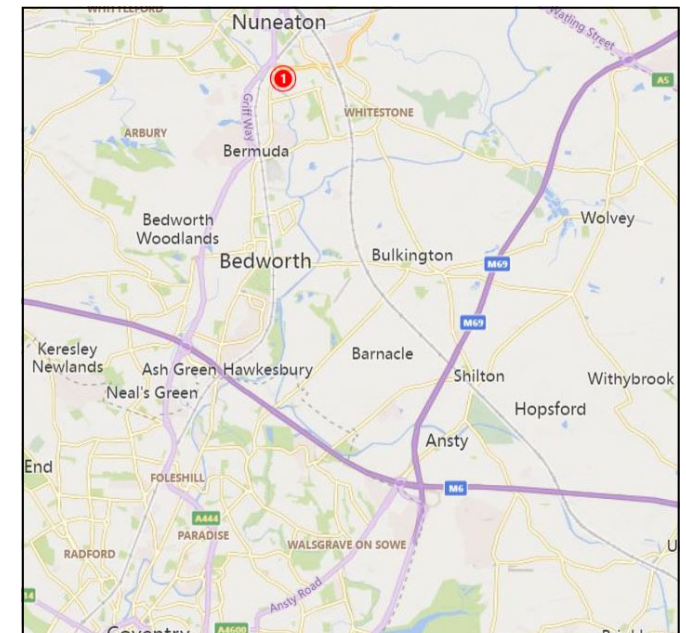 Nuneaton
Watling Street
A5
1
Griff Way
WHITESTONE
ARBURY
Bermuda
Bedworth
Woodlands
Wolvey
Bedworth
Bulkington
M69
M69
Keresley
Newlands
Ash Green
Hawkesbury
Barnacle
Shilton
Withybrook
Neal's Green
Hopsford
Ansty
End
FOLESHILL
M6
A444
PARADISE
WALSGRAVE ON SOWE
RADFORD
Ansty Road
Coventry
A4600